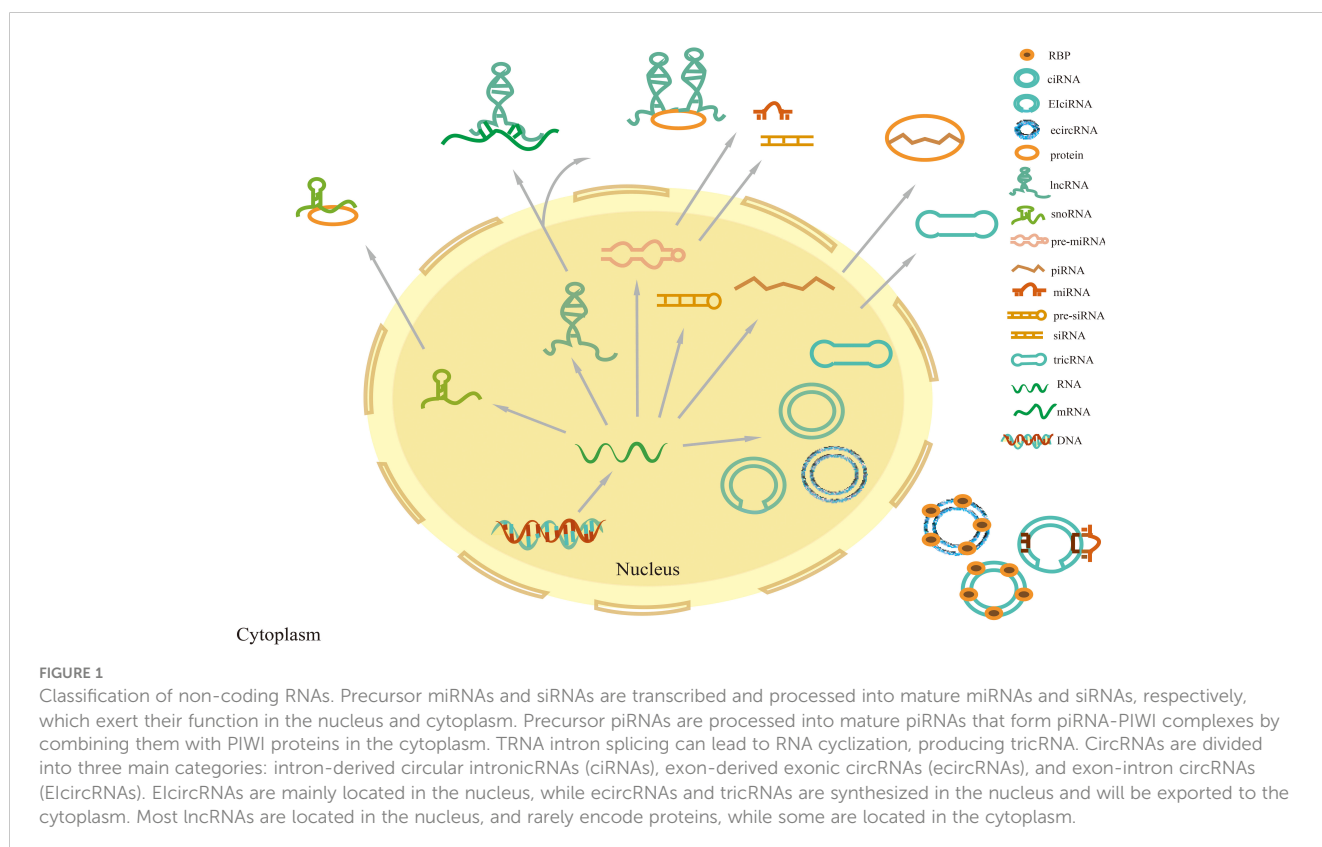 RBP
ciRNA
EIciRNA
ecircRNA
protein
lncRNA
snoRNA
pre-miRNA
piRNA
miRNA
pre-siRNA
siRNA
tricRNA
RNA
mRNA
DNA
Nucleus
Cytoplasm
FIGURE 1
Classification of non-coding RNAs. Precursor miRNAs and siRNAs are transcribed and processed into mature miRNAs and siRNAs, respectively,
which exert their function in the nucleus and cytoplasm. Precursor piRNAs are processed into mature piRNAs that form piRNA-PIWI complexes by
combining them with PIWI proteins in the cytoplasm. TRNA intron splicing can lead to RNA cyclization, producing tricRNA. CircRNAs are divided
into three main categories: intron-derived circular intronicRNAs (ciRNAs), exon-derived exonic circRNAs (ecircRNAs), and exon-intron circRNAs
(EIcircRNAs). EIcircRNAs are mainly located in the nucleus, while ecircRNAs and tricRNAs are synthesized in the nucleus and will be exported to the
cytoplasm. Most lncRNAs are located in the nucleus, and rarely encode proteins, while some are located in the cytoplasm.